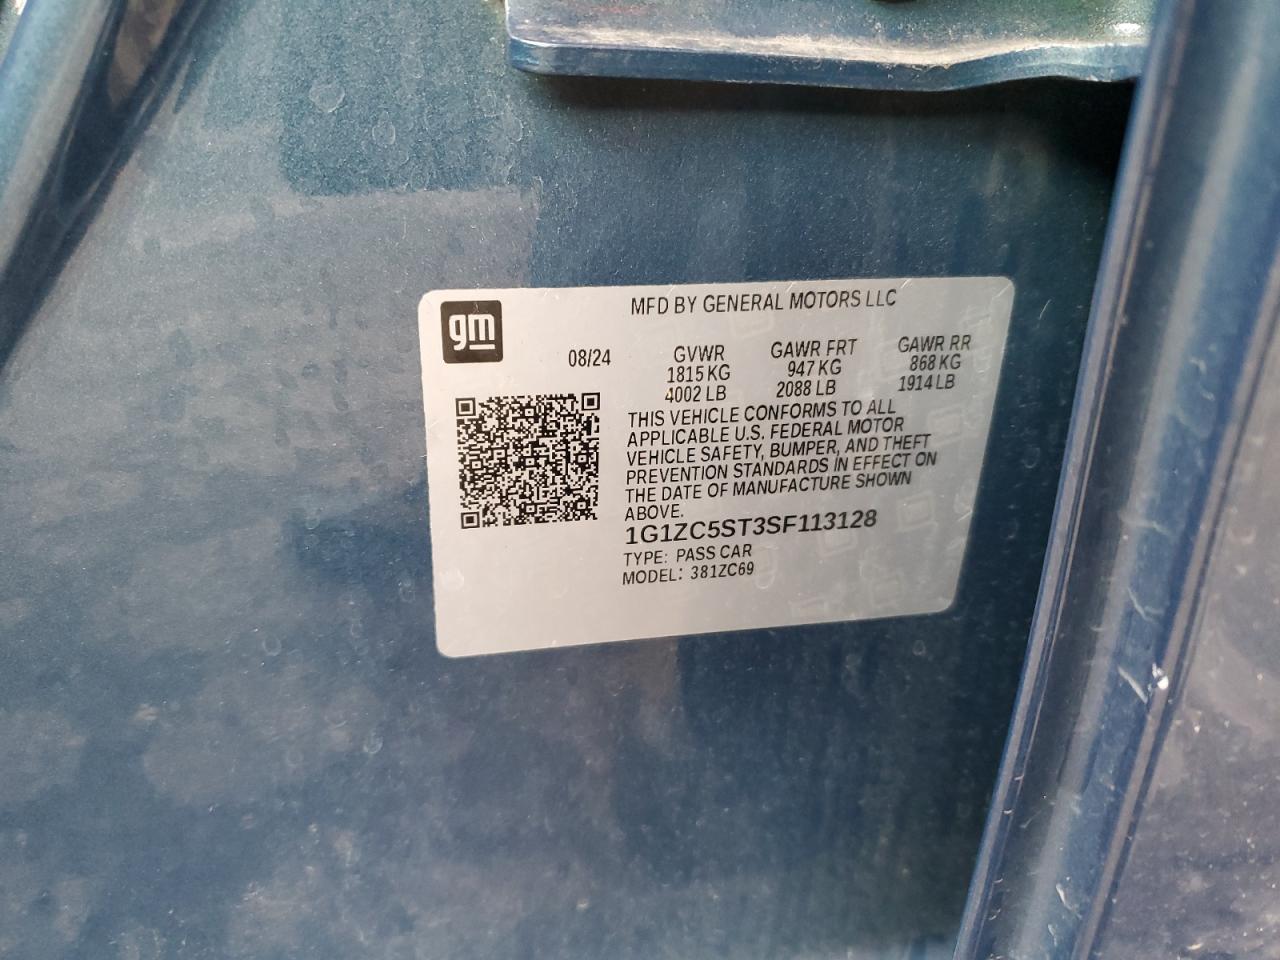 gm
MFD BY GENERAL MOTORS LLC
08/24 GVWR GAWR FRT GAWR RR
1815 KG 947 KG 868 KG
4002 LB 2088 LB 1914 LB
THIS VEHICLE CONFORMS TO ALL
APPLICABLE U.S. FEDERAL MOTOR
VEHICLE SAFETY, BUMPER, AND THEFT
PREVENTION STANDARDS IN EFFECT ON
THE DATE OF MANUFACTURE SHOWN
ABOVE.
1G1ZC5ST3SF113128
TYPE: PASS CAR
MODEL: 381ZC69